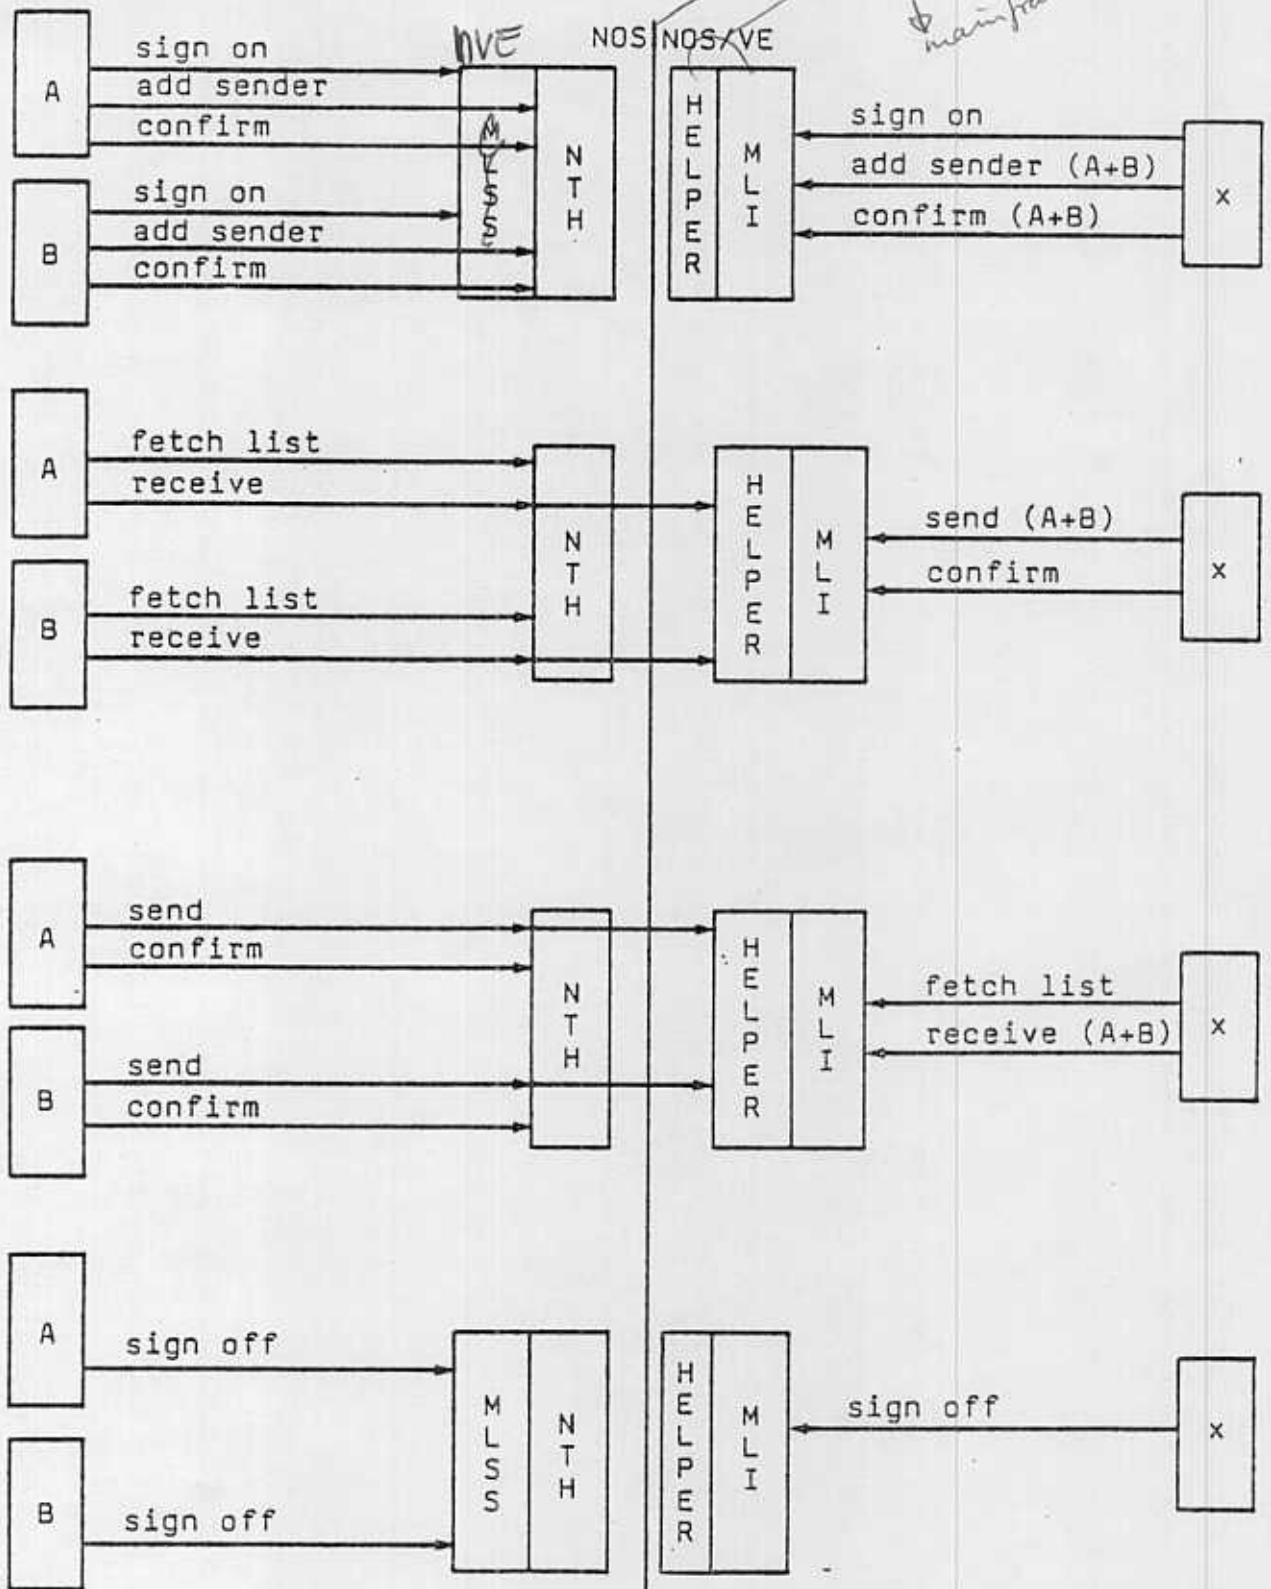 mainfra
NVE NOS NOS/VE
A
sign on
add sender
confirm
B
sign on
add sender
confirm
MLSS
NTH
HELPER
MLI
sign on
add sender (A+B)
confirm (A+B)
X
A
fetch list
receive
B
fetch list
receive
NTH
HELPER
MLI
send (A+B)
confirm
X
A
send
confirm
B
send
confirm
NTH
HELPER
MLI
fetch list
receive (A+B)
X
A
sign off
B
sign off
MLSS
NTH
HELPER
MLI
sign off
X